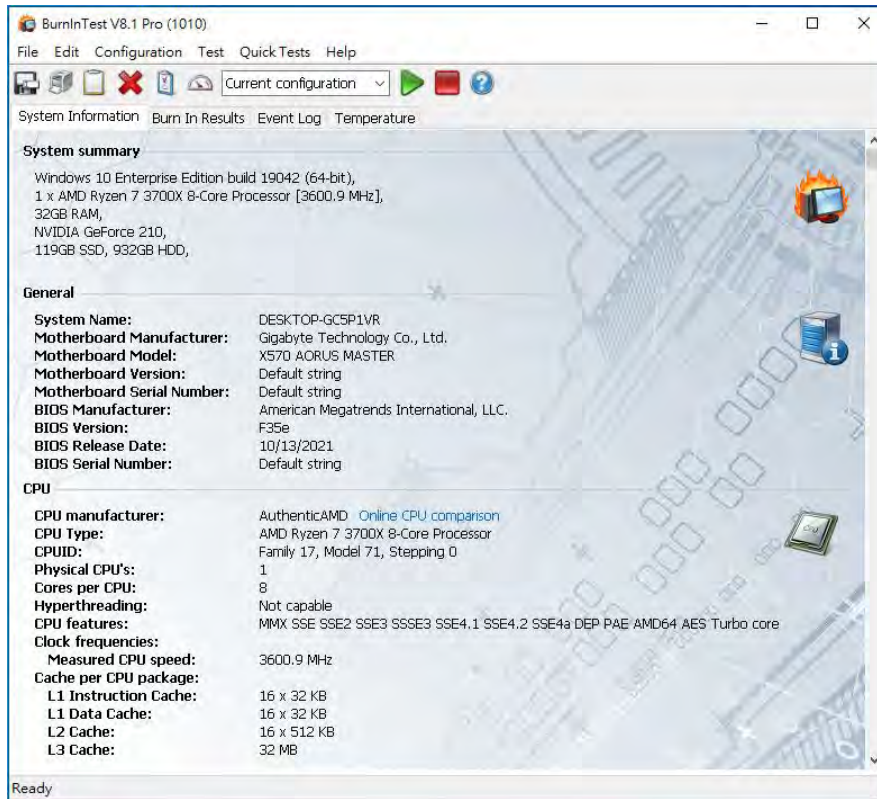 BurnInTest V8.1 Pro (1010)
File Edit Configuration Test Quick Tests Help
Current configuration
System Information Burn In Results Event Log Temperature
System summary
Windows 10 Enterprise Edition build 19042 (64-bit),
1 x AMD Ryzen 7 3700X 8-Core Processor [3600.9 MHz],
32GB RAM,
NVIDIA GeForce 210,
119GB SSD, 932GB HDD,
General
System Name: DESKTOP-GC5P1VR
Motherboard Manufacturer: Gigabyte Technology Co., Ltd.
Motherboard Model: X570 AORUS MASTER
Motherboard Version: Default string
Motherboard Serial Number: Default string
BIOS Manufacturer: American Megatrends International, LLC.
BIOS Version: F35e
BIOS Release Date: 10/13/2021
BIOS Serial Number: Default string
CPU
CPU manufacturer: AuthenticAMD Online CPU comparison
CPU Type: AMD Ryzen 7 3700X 8-Core Processor
CPUID: Family 17, Model 71, Stepping 0
Physical CPU's: 1
Cores per CPU: 8
Hyperthreading: Not capable
CPU features: MMX SSE SSE2 SSE3 SSSE3 SSE4.1 SSE4.2 SSE4a DEP PAE AMD64 AES Turbo core
Clock frequencies:
Measured CPU speed: 3600.9 MHz
Cache per CPU package:
L1 Instruction Cache: 16 x 32 KB
L1 Data Cache: 16 x 32 KB
L2 Cache: 16 x 512 KB
L3 Cache: 32 MB
Ready